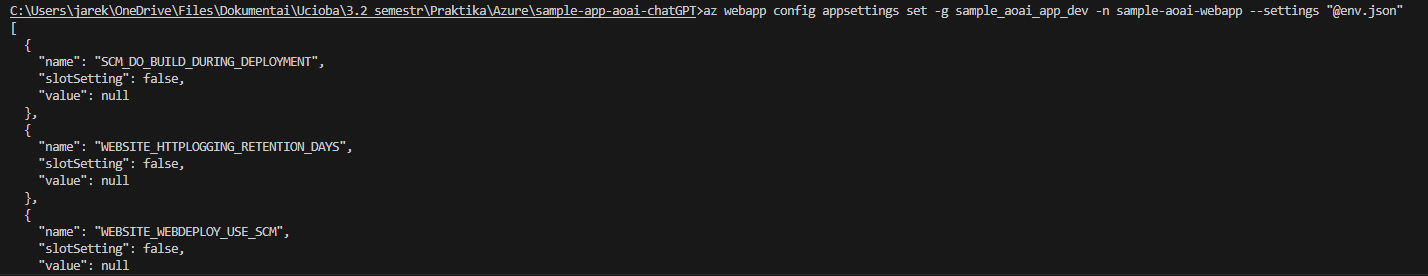 C:\Users\jarek\OneDrive\Files\Dokumentai\Ucioba\3.2 semestr\Praktika\Azure\sample-app-aoai-chatGPT>az webapp config appsettings set -g sample_aoai_app_dev -n sample-aoai-webapp --settings "@env.json"
[
  {
    "name": "SCM_DO_BUILD_DURING_DEPLOYMENT",
    "slotSetting": false,
    "value": null
  },
  {
    "name": "WEBSITE_HTTPLOGGING_RETENTION_DAYS",
    "slotSetting": false,
    "value": null
  },
  {
    "name": "WEBSITE_WEBDEPLOY_USE_SCM",
    "slotSetting": false,
    "value": null